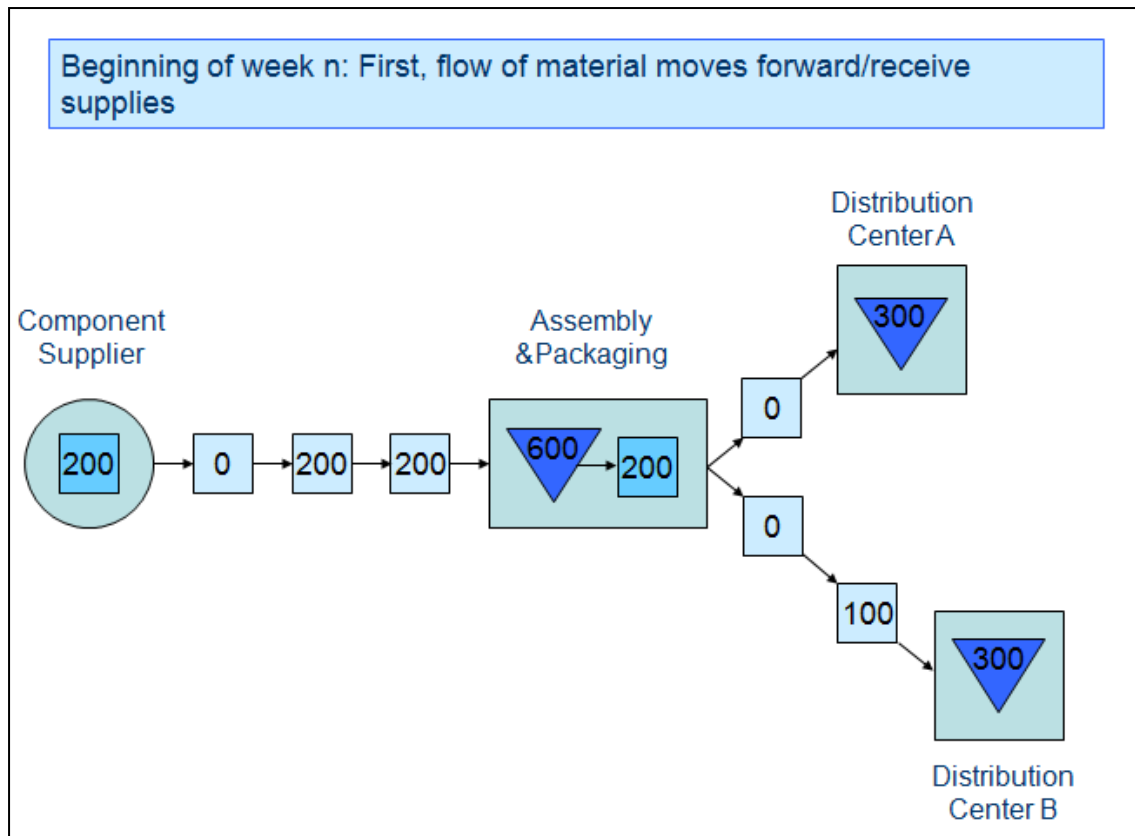 Beginning of week n: First, flow of material moves forward/receive
supplies
Distribution
Center A
300
Component
Supplier
Assembly
&Packaging
0
200
0
200
200
600
200
0
100
300
Distribution
Center B